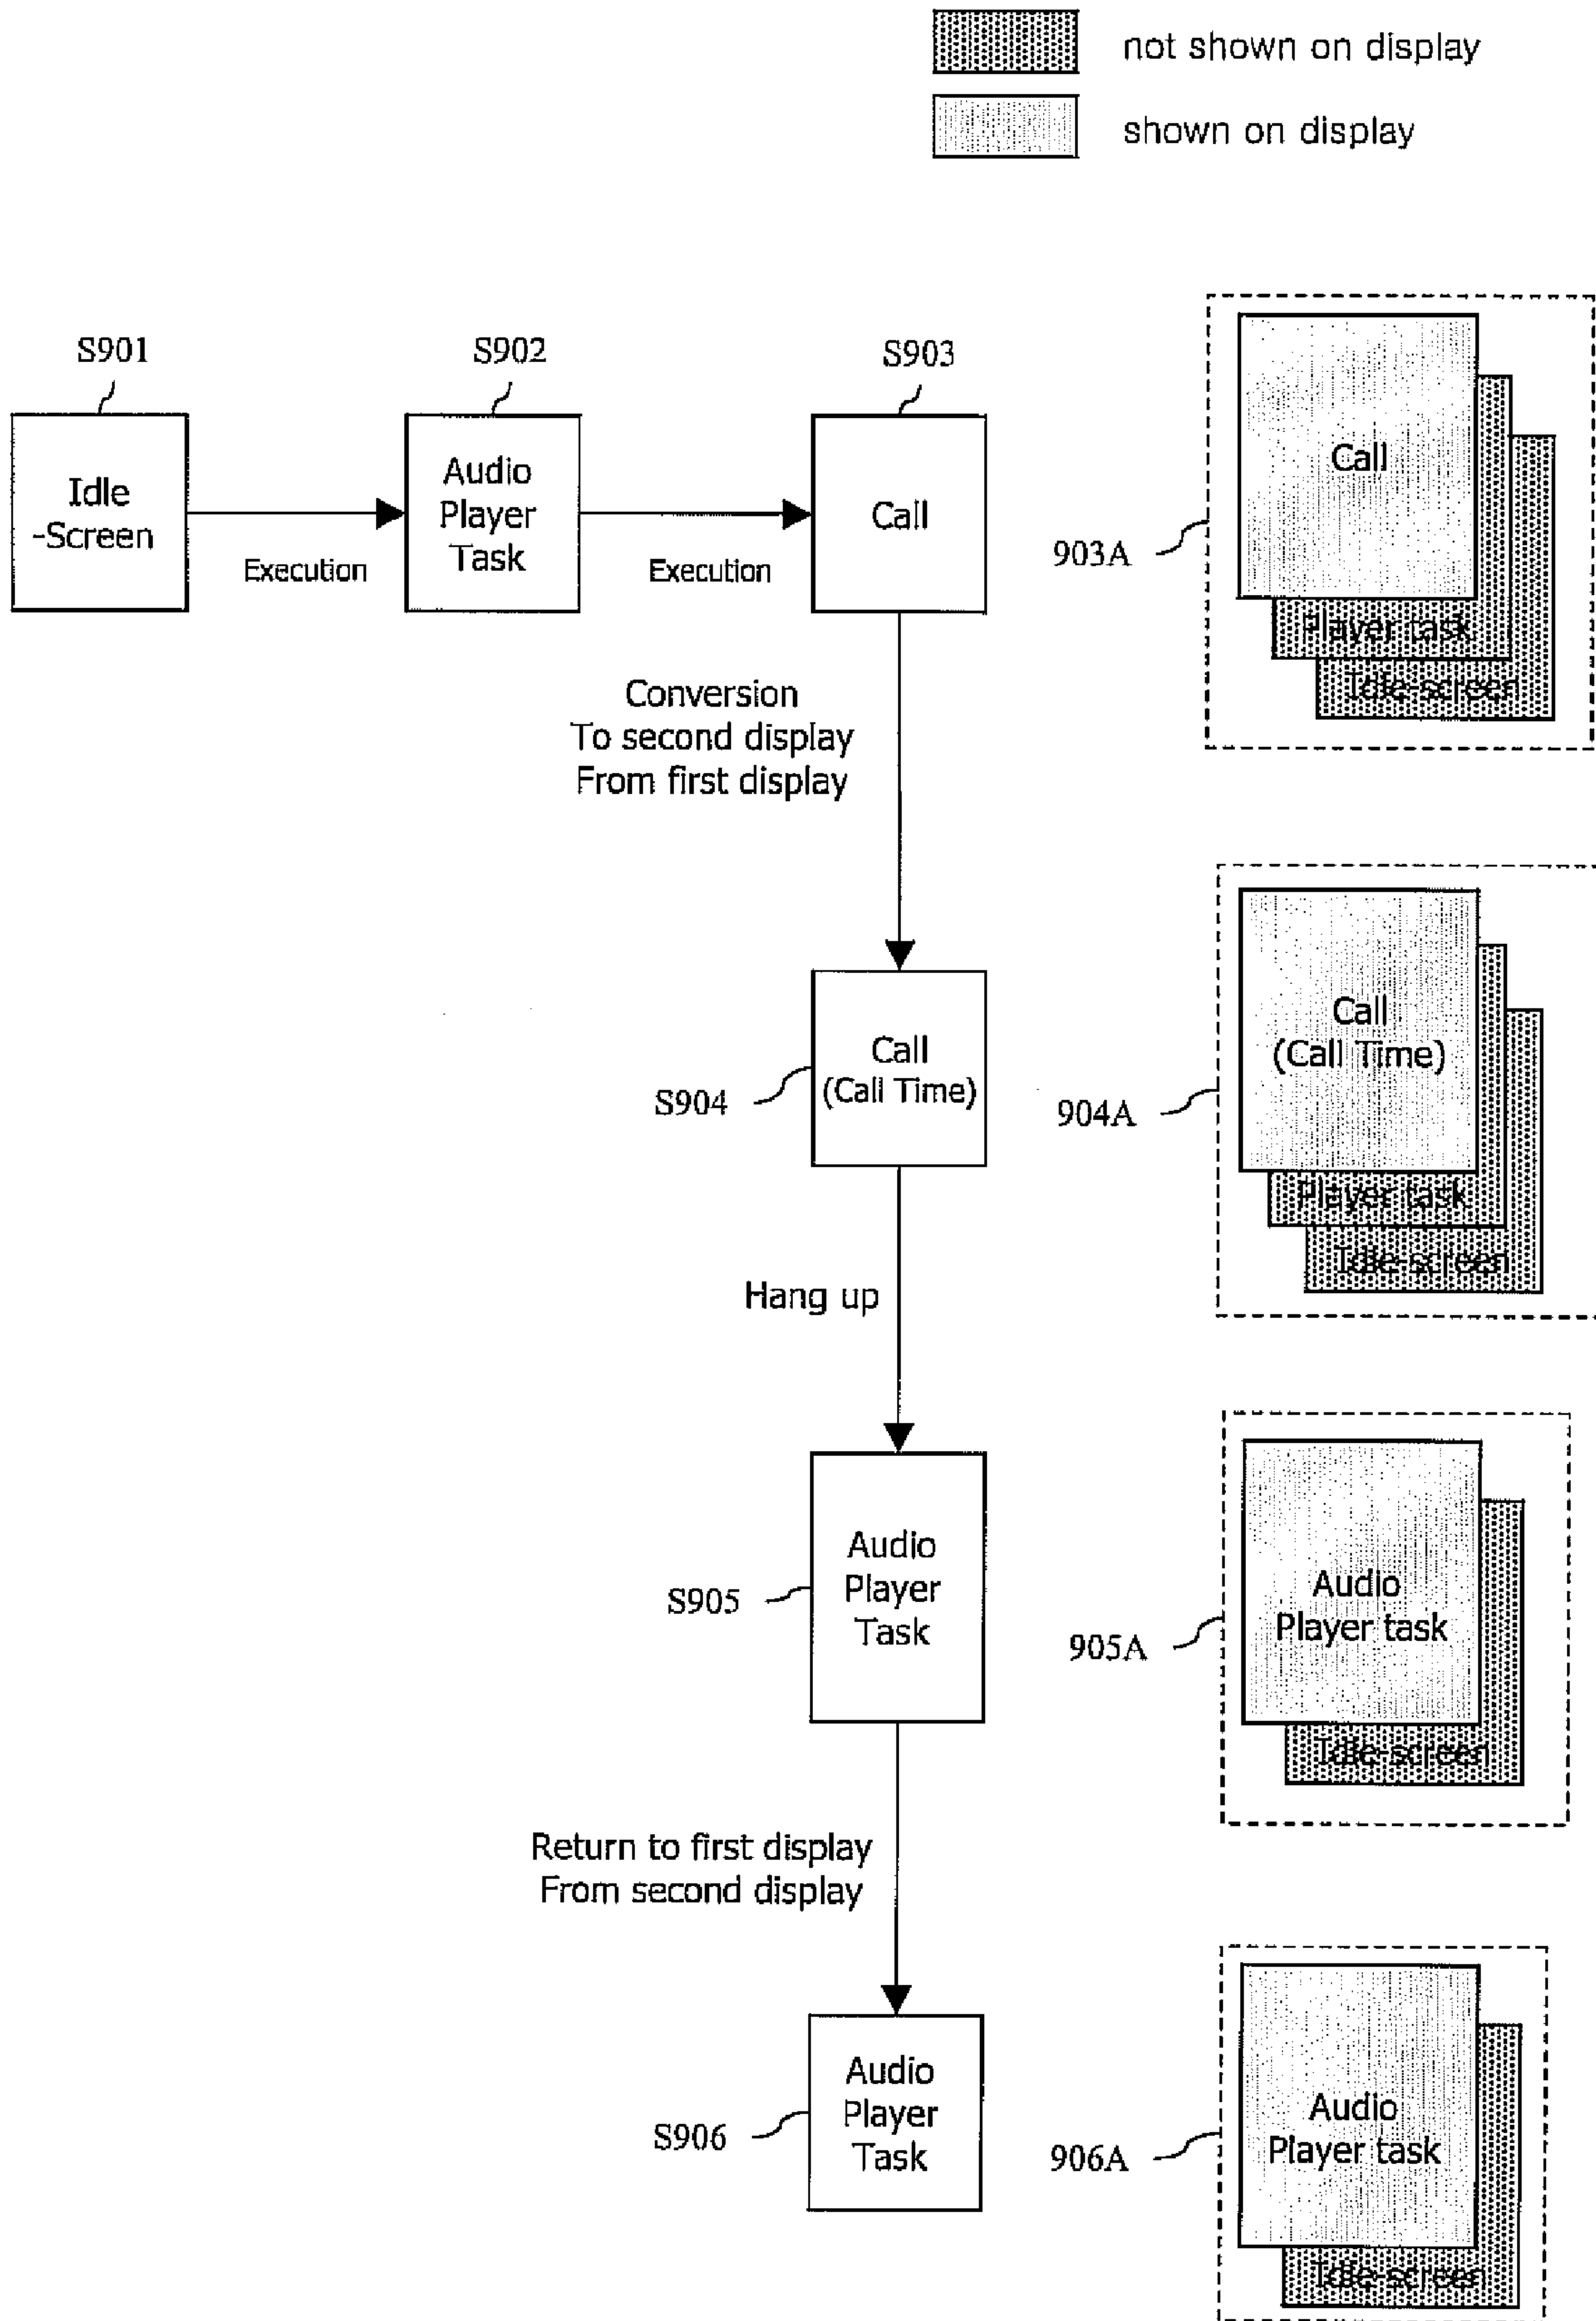 not shown on display
shown on display
S901
S902
S903
Idle
-Screen
Execution
Audio
Player
Task
Execution
Call
903A
Call
Player task
Idle-screen
Conversion
To second display
From first display
S904
Call
(Call Time)
904A
Call
(Call Time)
Player task
Idle-screen
Hang up
S905
Audio
Player
Task
905A
Audio
Player task
Idle-screen
Return to first display
From second display
S906
Audio
Player
Task
906A
Audio
Player task
Idle-screen